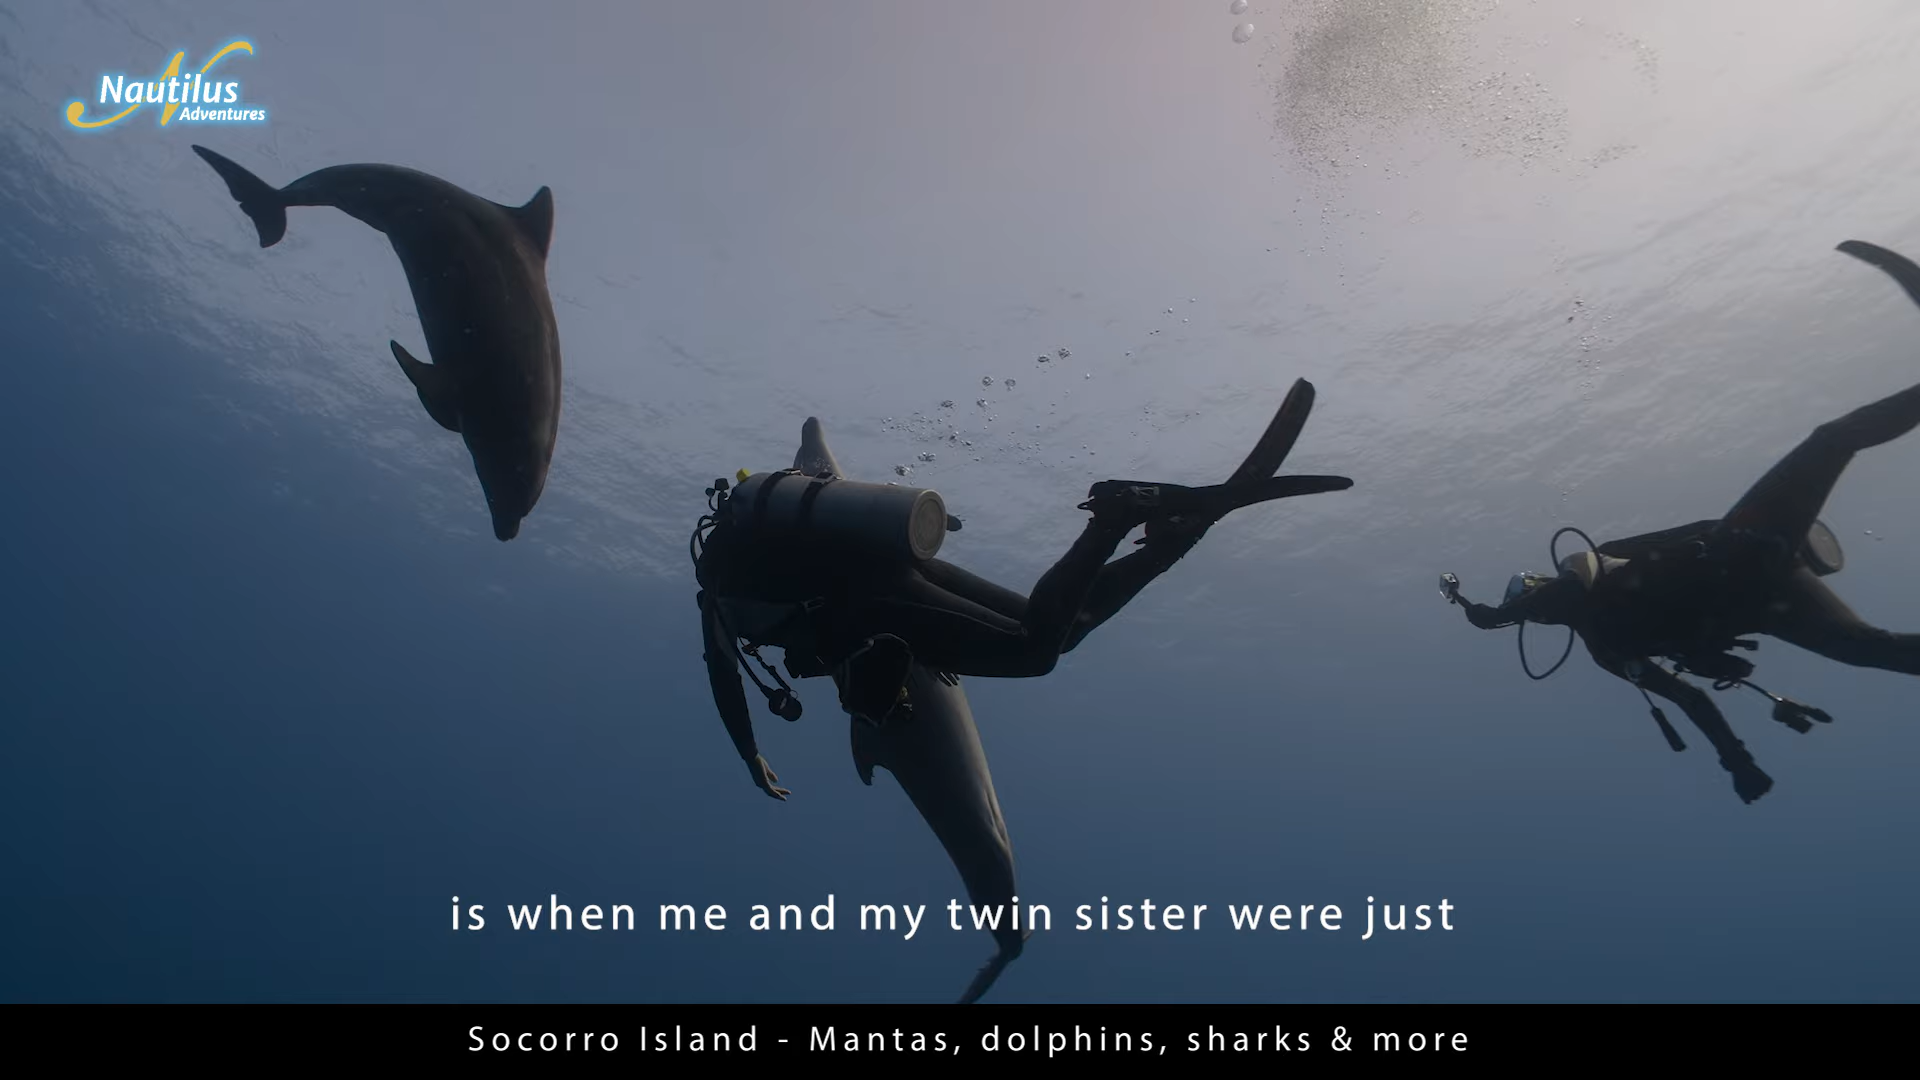 Nautilus
Adventures
is when me and my twin sister were just
Socorro Island - Mantas, dolphins, sharks & more